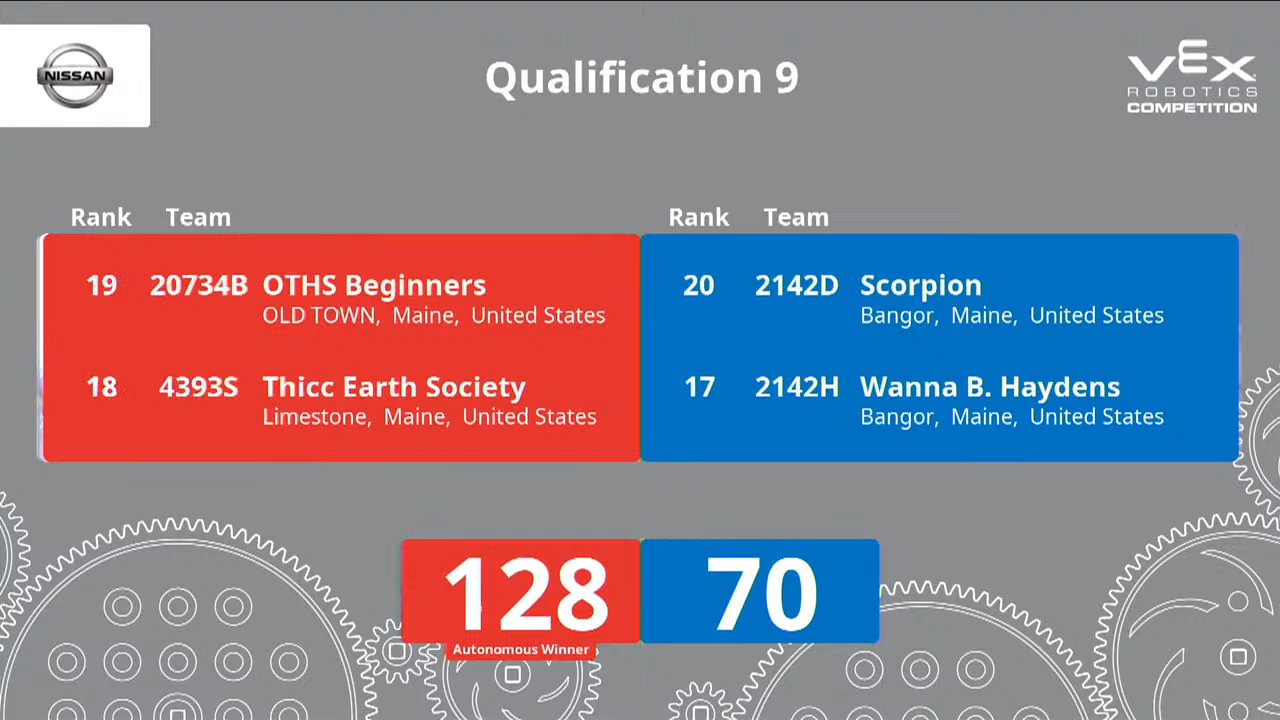 NISSAN
Qualification 9
VEX
ROBOTICS
COMPETITION
Rank Team
19 20734B OTHS Beginners
OLD TOWN, Maine, United States
18 4393S Thicc Earth Society
Limestone, Maine, United States
Rank Team
20 2142D Scorpion
Bangor, Maine, United States
17 2142H Wanna B. Haydens
Bangor, Maine, United States
128
Autonomous Winner
70